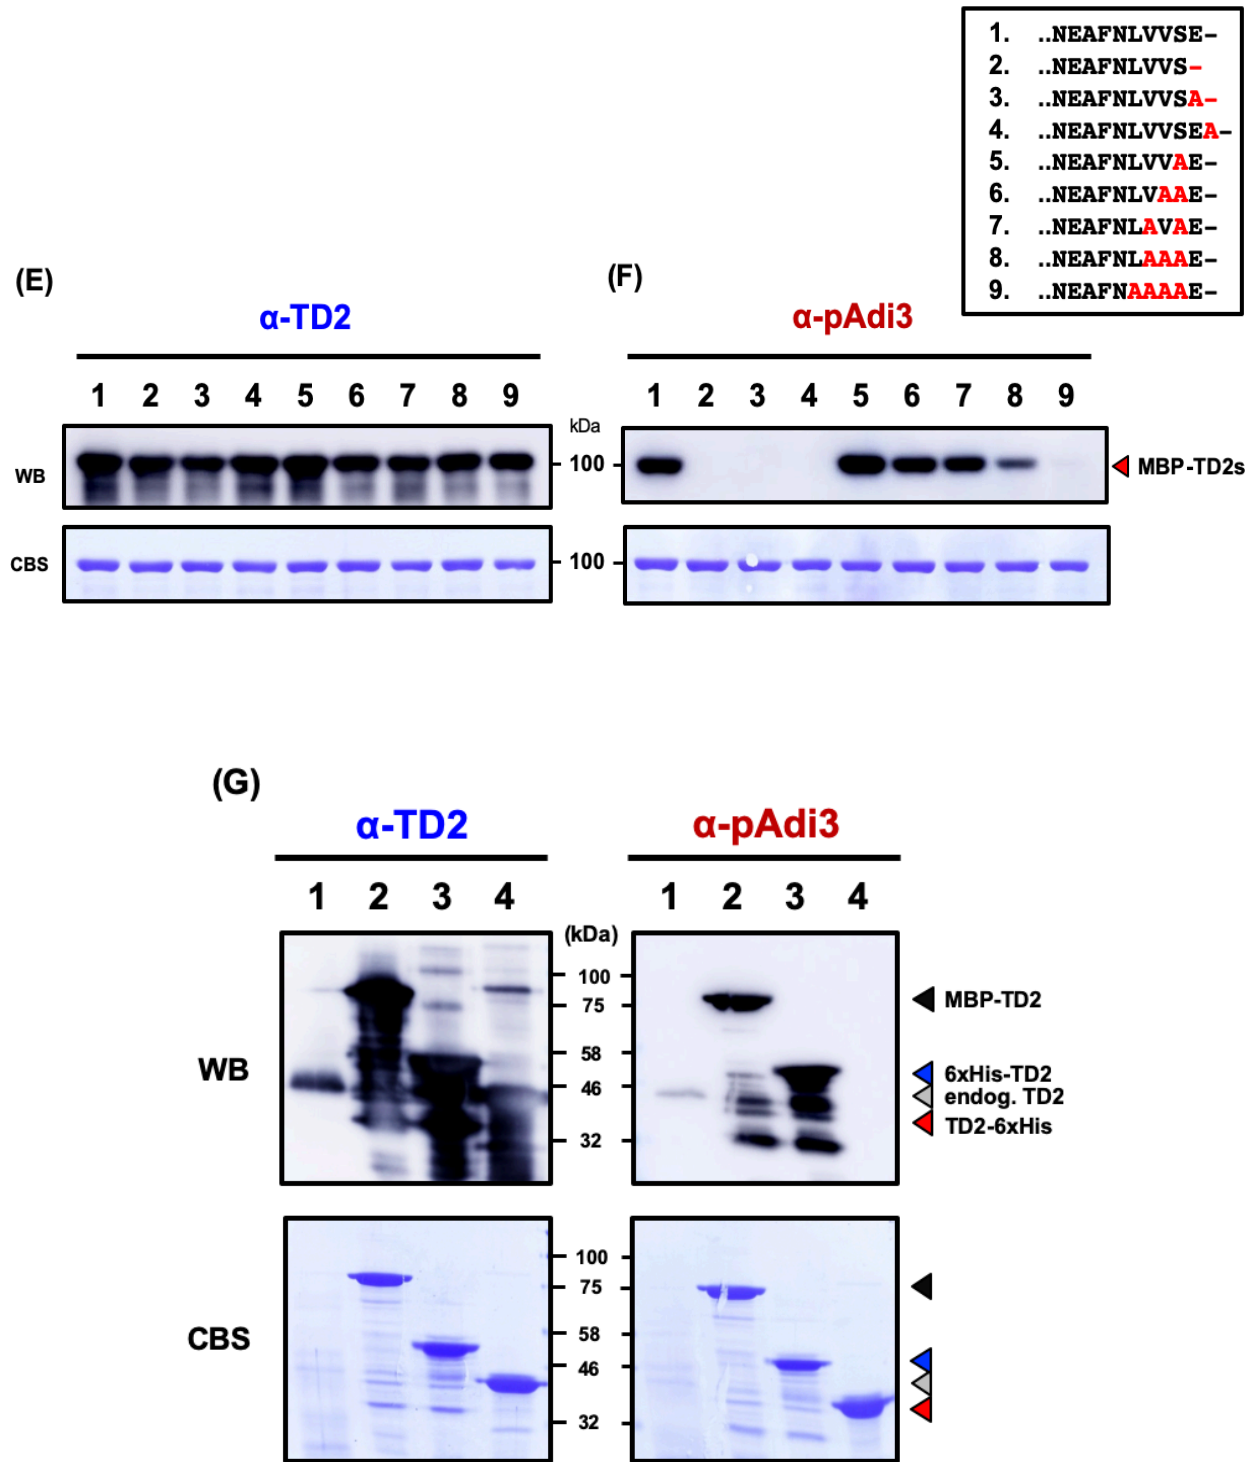 1. ..NEAFNLVVSE–
2. ..NEAFNLVVS–
3. ..NEAFNLVVSA–
4. ..NEAFNLVVSEA–
5. ..NEAFNLVVAE–
6. ..NEAFNLVAAE–
7. ..NEAFNLAVAE–
8. ..NEAFNLAAAE–
9. ..NEAFNAAAAE–
(E)
α-TD2
1 2 3 4 5 6 7 8 9
kDa
WB
100
CBS
100
(F)
α-pAdi3
1 2 3 4 5 6 7 8 9
MBP-TD2s
(G)
α-TD2
α-pAdi3
1 2 3 4
1 2 3 4
(kDa)
100
75
58
46
32
WB
MBP-TD2
6xHis-TD2
endog. TD2
TD2-6xHis
100
75
58
46
32
CBS